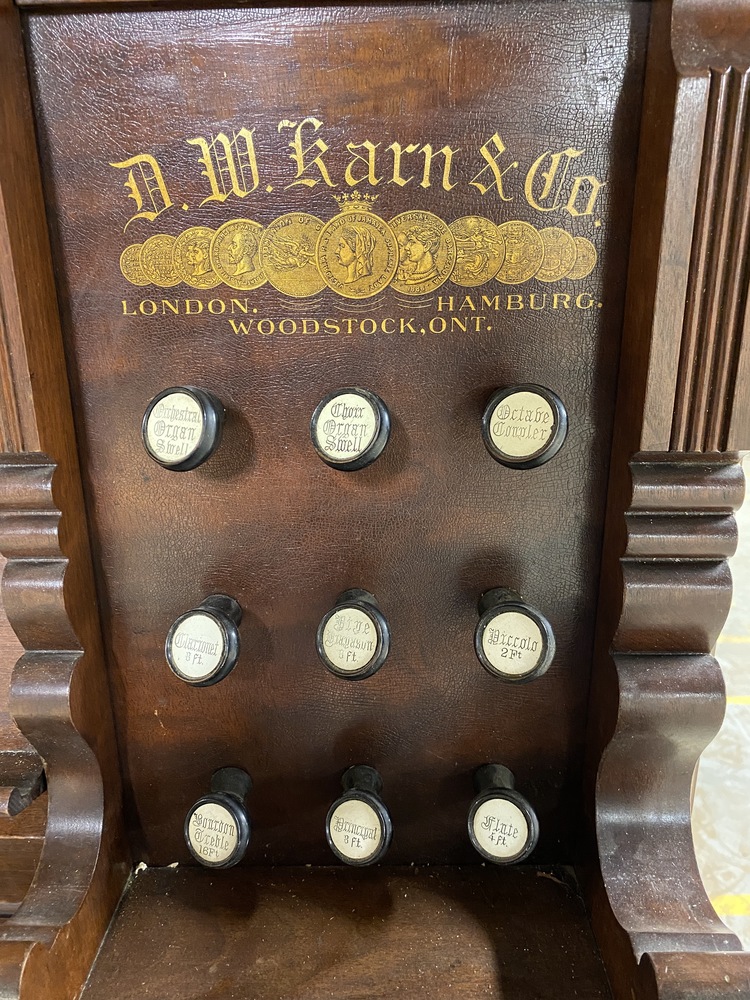 D. W. Karn & Co.
LONDON. HAMBURG.
WOODSTOCK, ONT.
Orchestral
Organ
Swell
Choir
Organ
Swell
Octave
Coupler
Clarionet
8 ft.
Diapason
8 ft.
Piccolo
2 Ft
Bourdon
Treble
16 Ft
Principal
8 ft.
Flute
4 ft.